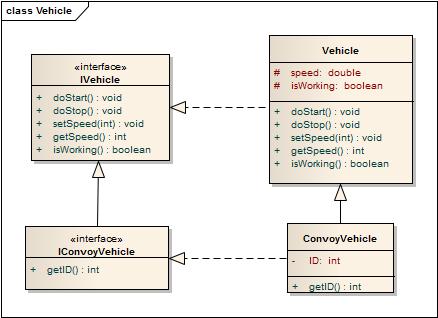 class Vehicle
«interface»
IVehicle
+ doStart() : void
+ doStop() : void
+ setSpeed(int) : void
+ getSpeed() : int
+ isWorking() : boolean
Vehicle
# speed: double
# isWorking: boolean
+ doStart() : void
+ doStop() : void
+ setSpeed(int) : void
+ getSpeed() : int
+ isWorking() : boolean
«interface»
IConvoyVehicle
+ getID() : int
ConvoyVehicle
- ID: int
+ getID() : int